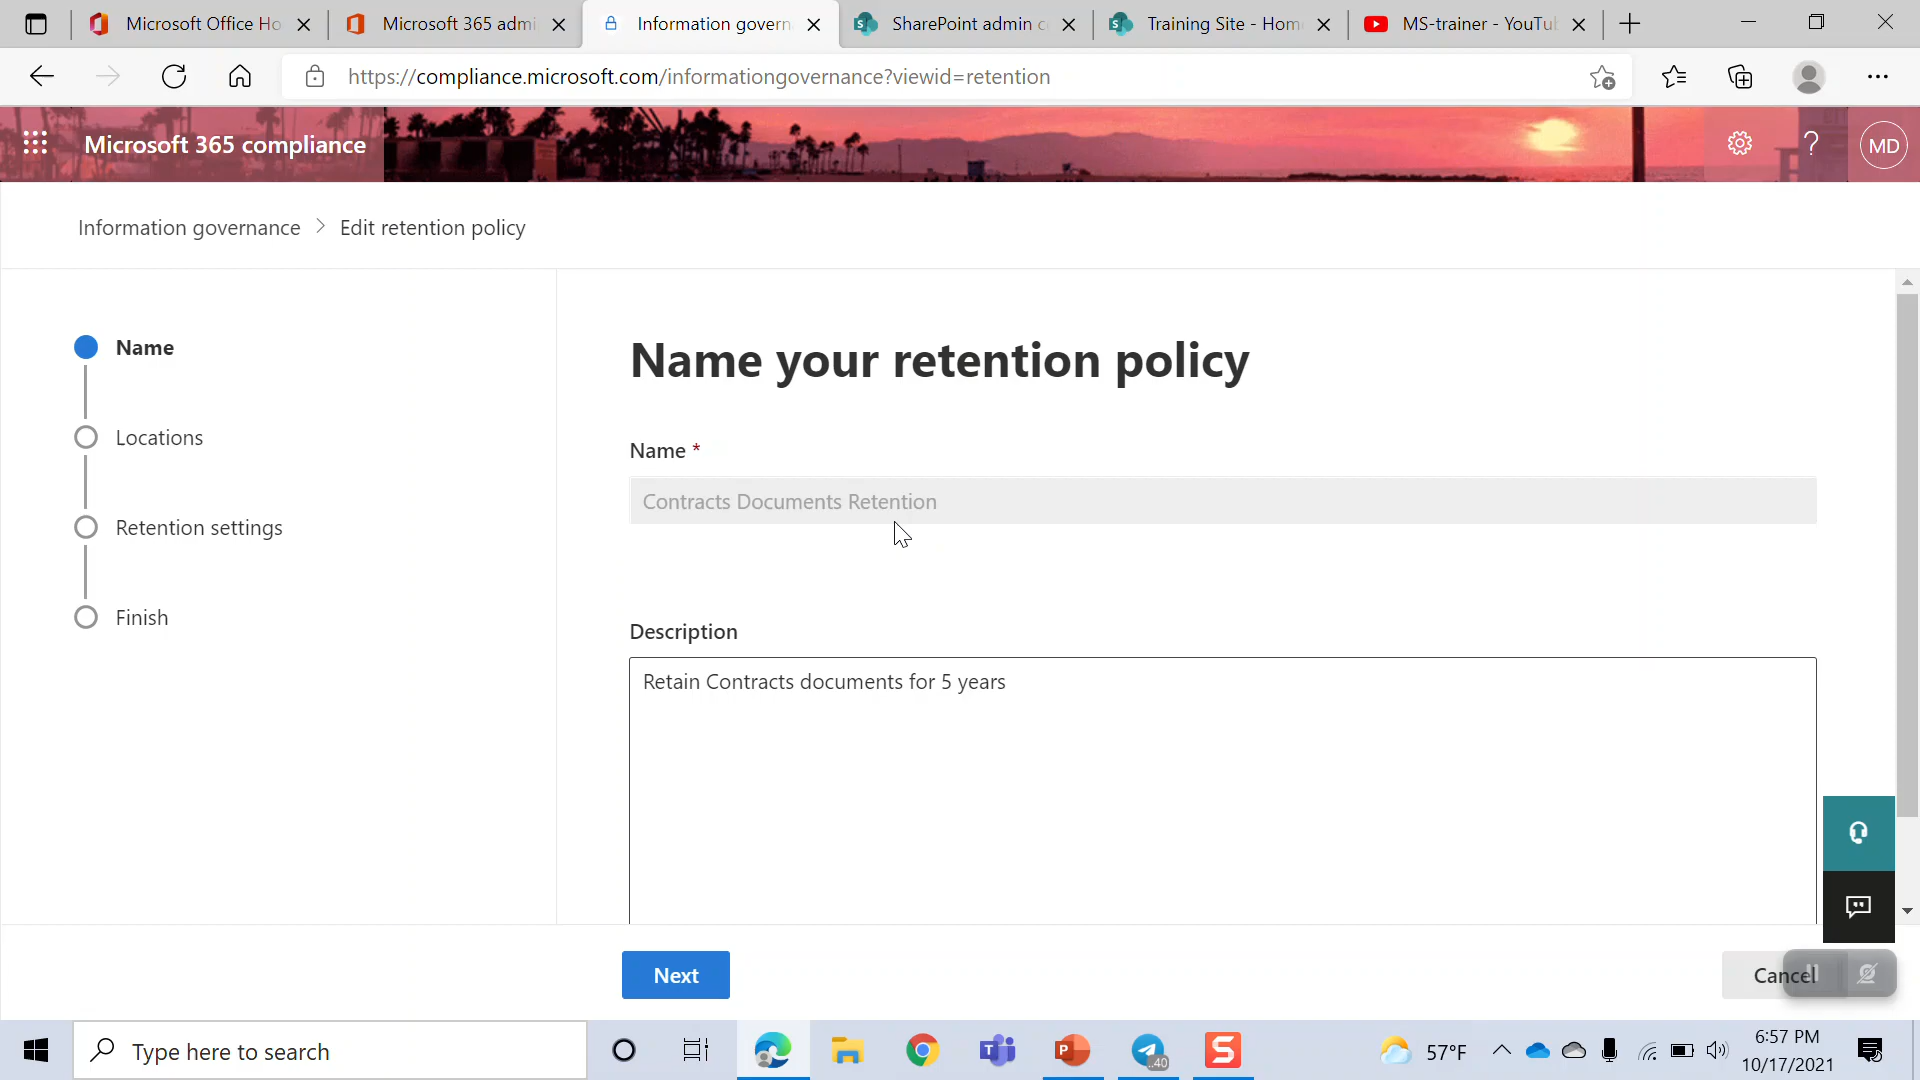 Microsoft Office Ho
Microsoft 365 admi
Information govern
SharePoint admin c
Training Site - Hom
MS-trainer - YouTub
https://compliance.microsoft.com/informationgovernance?viewid=retention
Microsoft 365 compliance
?
MD
Information governance > Edit retention policy
Name
Locations
Retention settings
Finish
Name your retention policy
Name *
Contracts Documents Retention
Description
Retain Contracts documents for 5 years
Next
Cancel
Type here to search
40
57°F
6:57 PM
10/17/2021